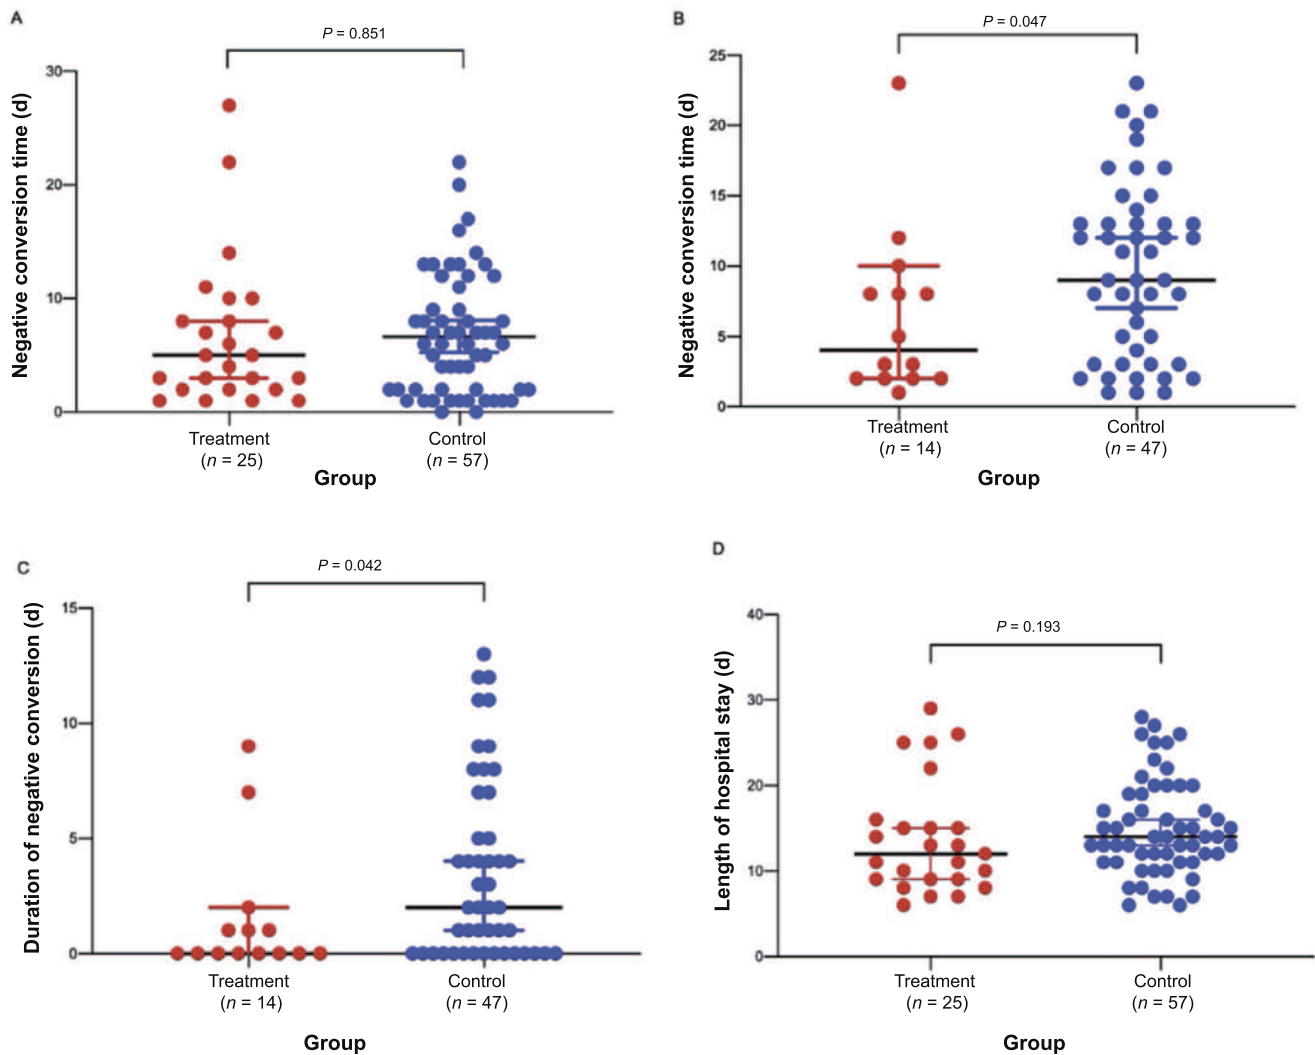 A
P = 0.851
Negative conversion time (d)
30
20
10
0
Treatment
(n = 25)
Control
(n = 57)
Group
B
P = 0.047
Negative conversion time (d)
25
20
15
10
5
0
Treatment
(n = 14)
Control
(n = 47)
Group
C
P = 0.042
Duration of negative conversion (d)
15
10
5
0
Treatment
(n = 14)
Control
(n = 47)
Group
D
P = 0.193
Length of hospital stay (d)
40
30
20
10
0
Treatment
(n = 25)
Control
(n = 57)
Group